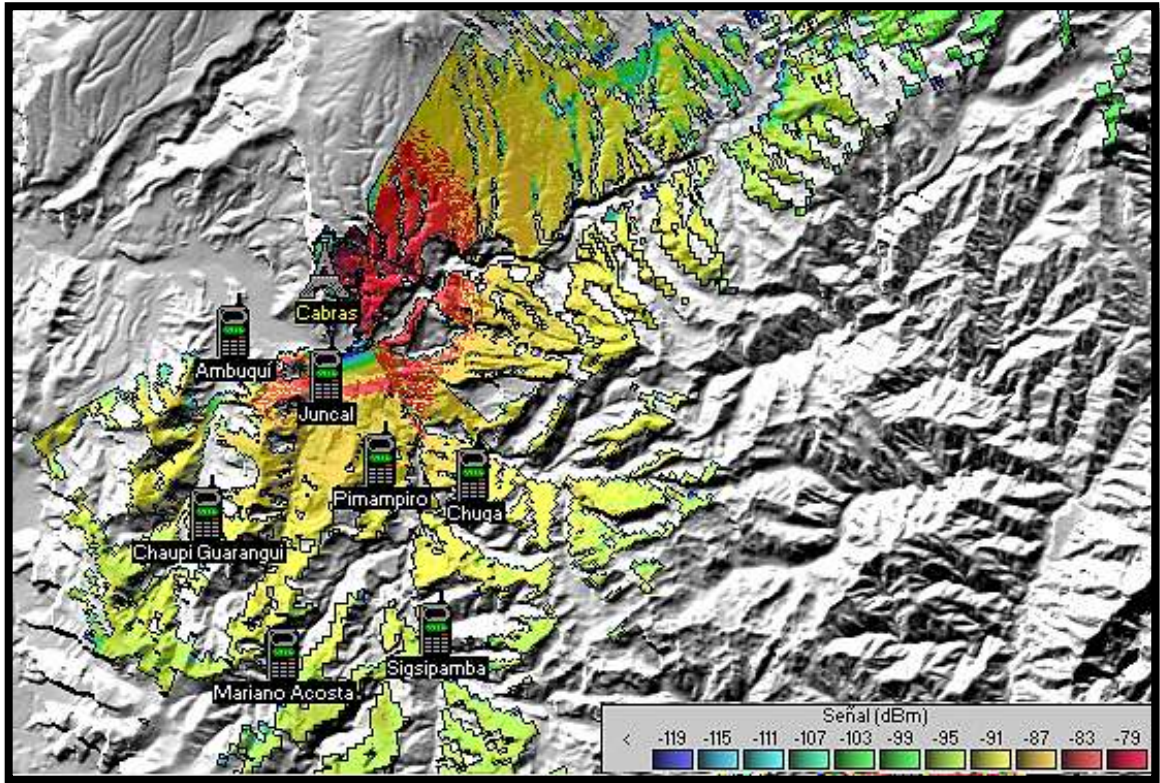 Cabras
Ambuquí
Juncal
Pimampiro
Chuga
Chaupi Guarangui
Sigsipamba
Mariano Acosta
Señal (dBm)
< -119 -115 -111 -107 -103 -99 -95 -91 -87 -83 -79